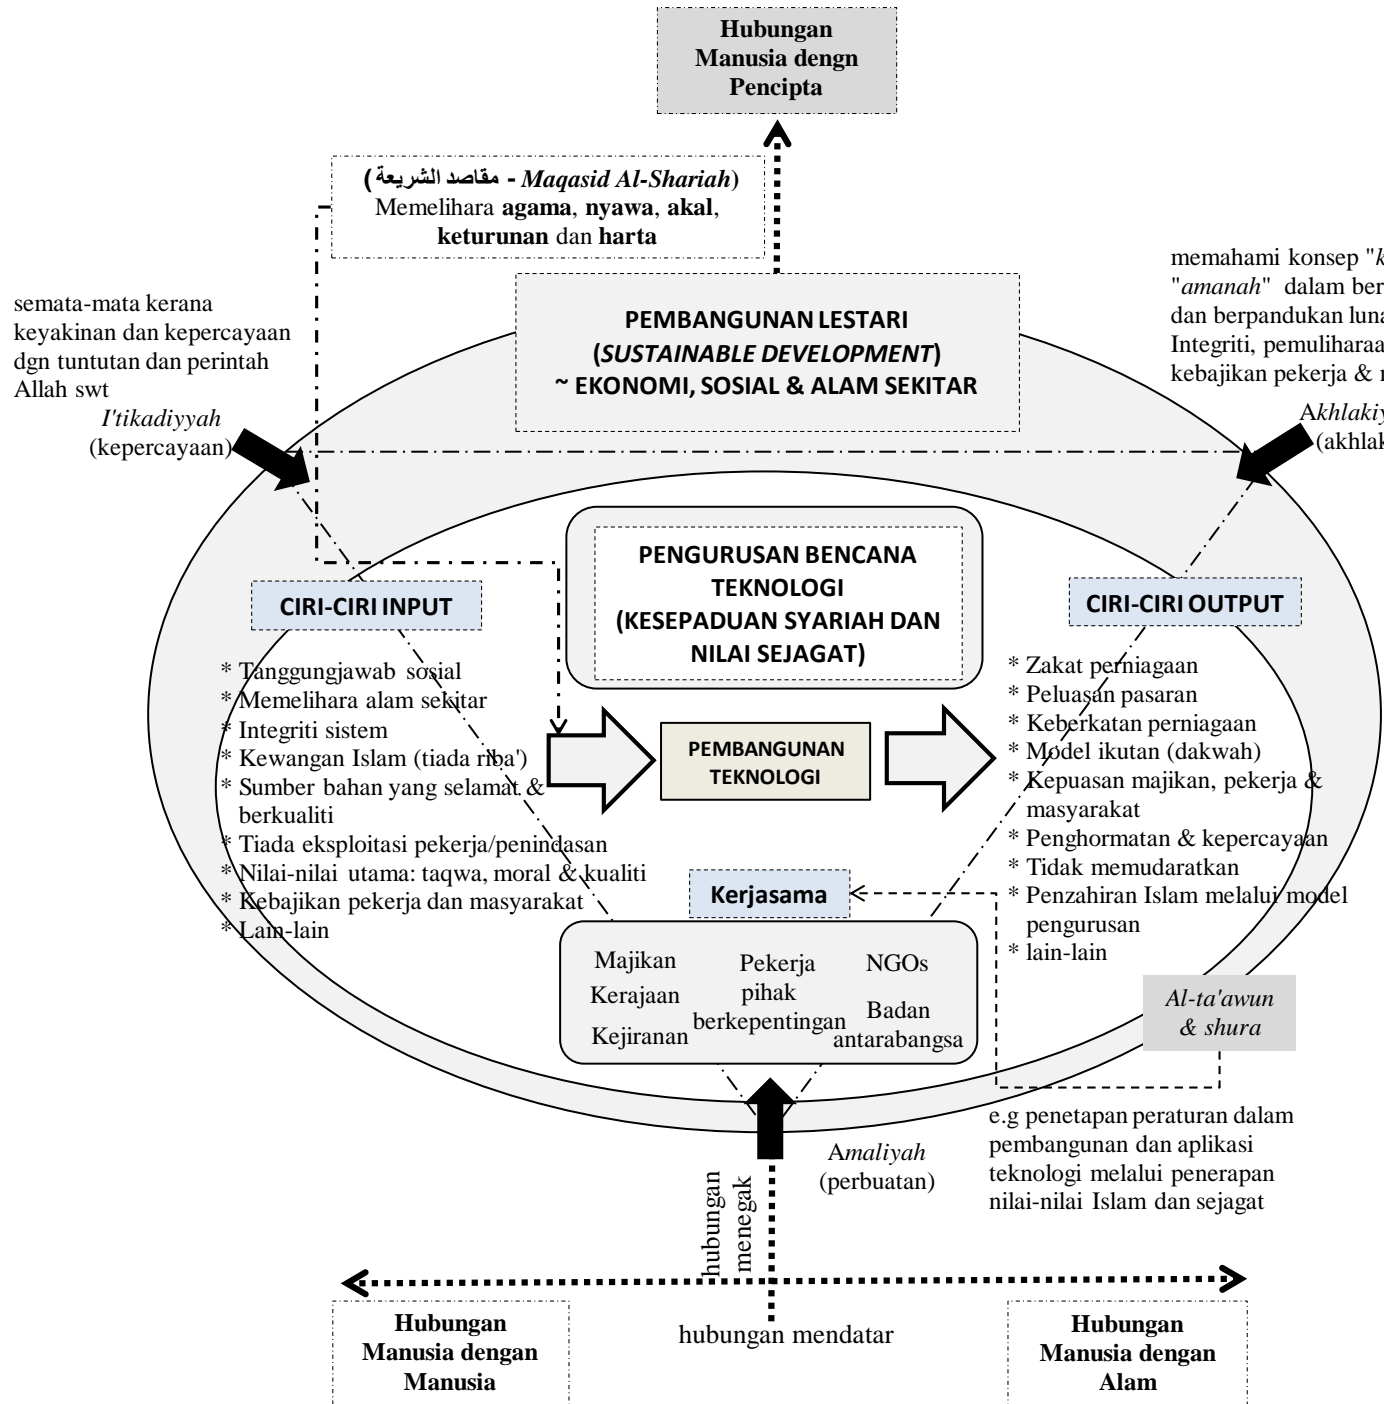 Hubungan
Manusia dengn
Pencipta
(مقاصد الشريعة - Maqasid Al-Shariah)
Memelihara agama, nyawa, akal,
keturunan dan harta
semata-mata kerana
keyakinan dan kepercayaan
dgn tuntutan dan perintah
Allah swt
I'tikadiyyah
(kepercayaan)
memahami konsep
"amanah" dalam
dan berpandukan
Integriti,
kebajikan pekerja &
PEMBANGUNAN LESTARI
(SUSTAINABLE DEVELOPMENT)
~ EKONOMI, SOSIAL & ALAM SEKITAR
PENGURUSAN BENCANA
TEKNOLOGI
(KESEPADUAN SYARIAH DAN
NILAI SEJAGAT)
CIRI-CIRI INPUT
* Tanggungjawab sosial
* Memelihara alam sekitar
* Integriti sistem
* Kewangan Islam (tiada riba')
* Sumber bahan yang selamat &
berkualiti
* Tiada eksploitasi pekerja/penindasan
* Nilai-nilai utama: taqwa, moral & kualiti
* Kebajikan pekerja dan masyarakat
* Lain-lain
PEMBANGUNAN
TEKNOLOGI
CIRI-CIRI OUTPUT
* Zakat perniagaan
* Peluasan pasaran
* Keberkatan perniagaan
* Model ikutan (dakwah)
* Kepuasan majikan, pekerja &
masyarakat
* Penghormatan & kepercayaan
* Tidak memudaratkan
* Penzahiran Islam melalui model
pengurusan
* lain-lain
Kerjasama
Majikan
Kerajaan
Kejiranan
Pekerja
pihak
berkepentingan
NGOs
Badan
antarabangsa
Al-ta'awun
& shura
e.g penetapan peraturan dalam
pembangunan dan aplikasi
teknologi melalui penerapan
nilai-nilai Islam dan sejagat
Amaliyah
(perbuatan)
hubungan
menegak
hubungan mendatar
Hubungan
Manusia dengan
Manusia
Hubungan
Manusia dengan
Alam